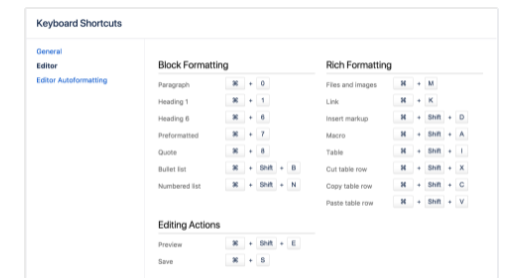 Keyboard Shortcuts
General
Editor
Editor Autoformatting
Block Formatting
Paragraph ⌘ + 0
Heading 1 ⌘ + 1
Heading 6 ⌘ + 6
Preformatted ⌘ + 7
Quote ⌘ + 8
Bullet list ⌘ + Shift + B
Numbered list ⌘ + Shift + N
Editing Actions
Preview ⌘ + Shift + E
Save ⌘ + S
Rich Formatting
Files and images ⌘ + M
Link ⌘ + K
Insert markup ⌘ + Shift + D
Macro ⌘ + Shift + A
Table ⌘ + Shift + I
Cut table row ⌘ + Shift + X
Copy table row ⌘ + Shift + C
Paste table row ⌘ + Shift + V